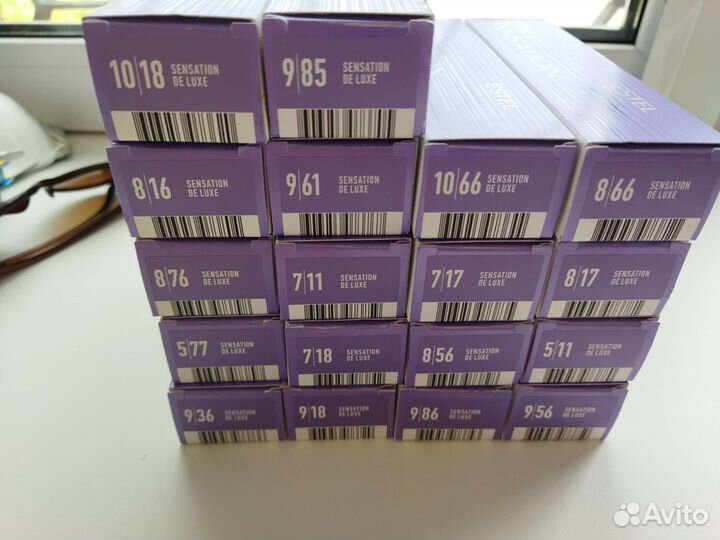 10|18 SENSATION
DE LUXE
9|85 SENSATION
DE LUXE
ESTEL
SENSATION
ESTEL
8|16 SENSATION
DE LUXE
9|61 SENSATION
DE LUXE
10|66 SENSATION
DE LUXE
8|66 SENSATION
DE LUXE
8|76 SENSATION
DE LUXE
7|11 SENSATION
DE LUXE
7|17 SENSATION
DE LUXE
8|17 SENSATION
DE LUXE
5|77 SENSATION
DE LUXE
7|18 SENSATION
DE LUXE
8|56 SENSATION
DE LUXE
5|11 SENSATION
DE LUXE
9|36 SENSATION
DE LUXE
9|18 SENSATION
DE LUXE
9|86 SENSATION
DE LUXE
9|56 SENSATION
DE LUXE
Avito